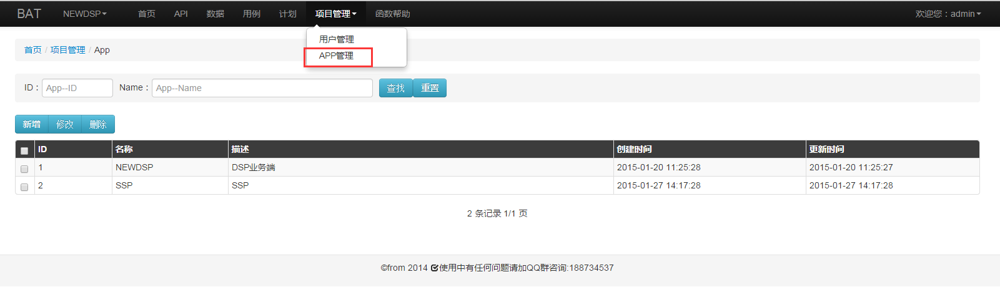 BAT NEWDSP 首页 API 数据 用例 计划 项目管理 函数帮助 欢迎您：admin
用户管理
APP管理
首页 / 项目管理 / App
ID： App--ID Name： App--Name 查找 重置
新增 修改 删除
ID 名称 描述 创建时间 更新时间
1 NEWDSP DSP业务端 2015-01-20 11:25:28 2015-01-20 11:25:27
2 SSP SSP 2015-01-27 14:17:28 2015-01-27 14:17:28
2 条记录 1/1 页
©from 2014 使用中有任何问题请加QQ群咨询:188734537